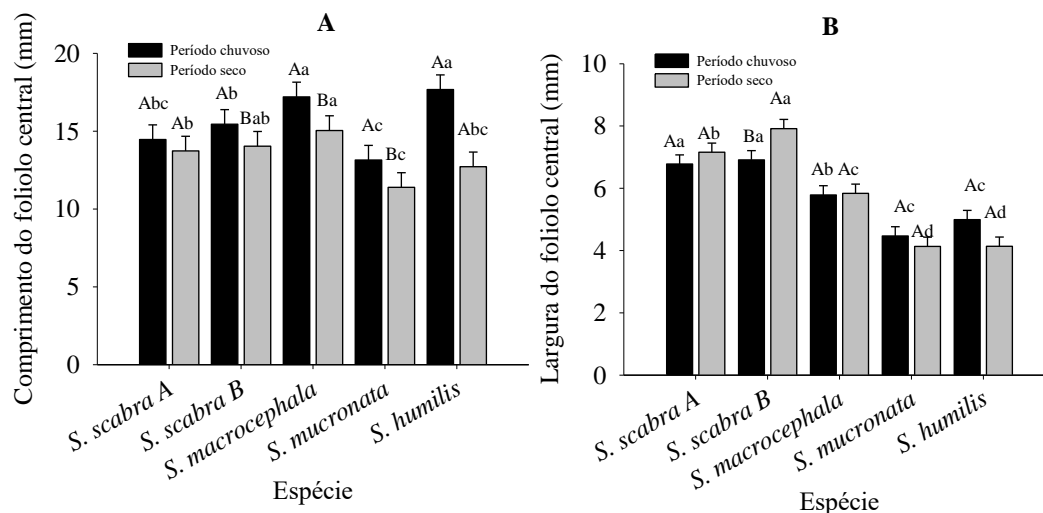 A
Comprimento do foliolo central (mm)
20
15
10
5
0
Período chuvoso
Período seco
Abc
Ab
Ab
Bab
Aa
Ba
Ac
Bc
Aa
Abc
S. scabra A
S. scabra B
S. macrocephala
S. mucronata
S. humilis
Espécie
B
Largura do foliolo central (mm)
10
8
6
4
2
0
Período chuvoso
Período seco
Aa
Ab
Ba
Aa
Ab
Ac
Ac
Ad
Ac
Ad
S. scabra A
S. scabra B
S. macrocephala
S. mucronata
S. humilis
Espécie